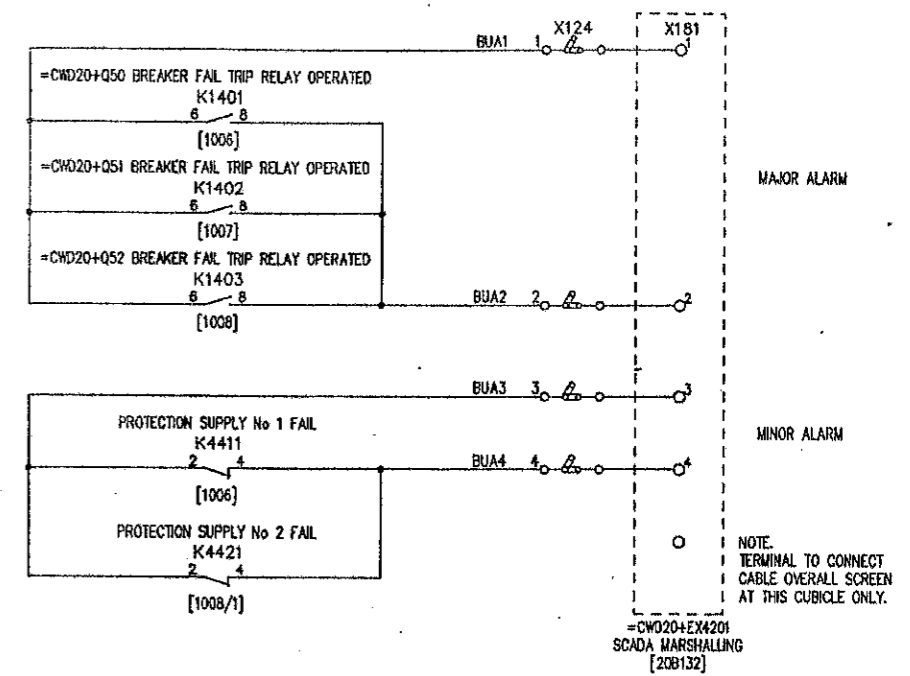 BUA1 1 X124 X181 1
=CWD20+Q50 BREAKER FAIL TRIP RELAY OPERATED
K1401
6 8
[1006]
=CWD20+Q51 BREAKER FAIL TRIP RELAY OPERATED
K1402
6 8
[1007]
MAJOR ALARM
=CWD20+Q52 BREAKER FAIL TRIP RELAY OPERATED
K1403
6 8
[1008]
BUA2 2 2
BUA3 3 3
PROTECTION SUPPLY No 1 FAIL
K4411
2 4
[1006]
BUA4 4 4
MINOR ALARM
PROTECTION SUPPLY No 2 FAIL
K4421
2 4
[1008/1]
NOTE.
TERMINAL TO CONNECT
CABLE OVERALL SCREEN
AT THIS CUBICLE ONLY.
=CWD20+EX4201
SCADA MARSHALLING
[20B132]